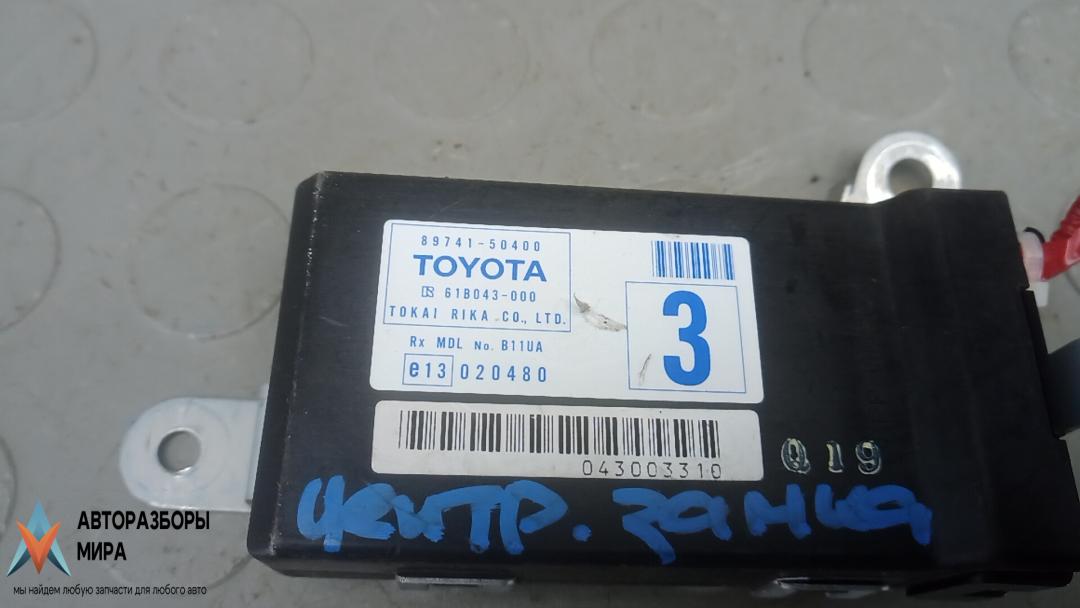 89741-50400
TOYOTA
61B043-000
TOKAI RIKA CO., LTD.
Rx MDL No. B11UA
e13 020480
3
043003310
Q19
центр. замка
АВТОРАЗБОРЫ
МИРА
мы найдем любую запчасти для любого авто